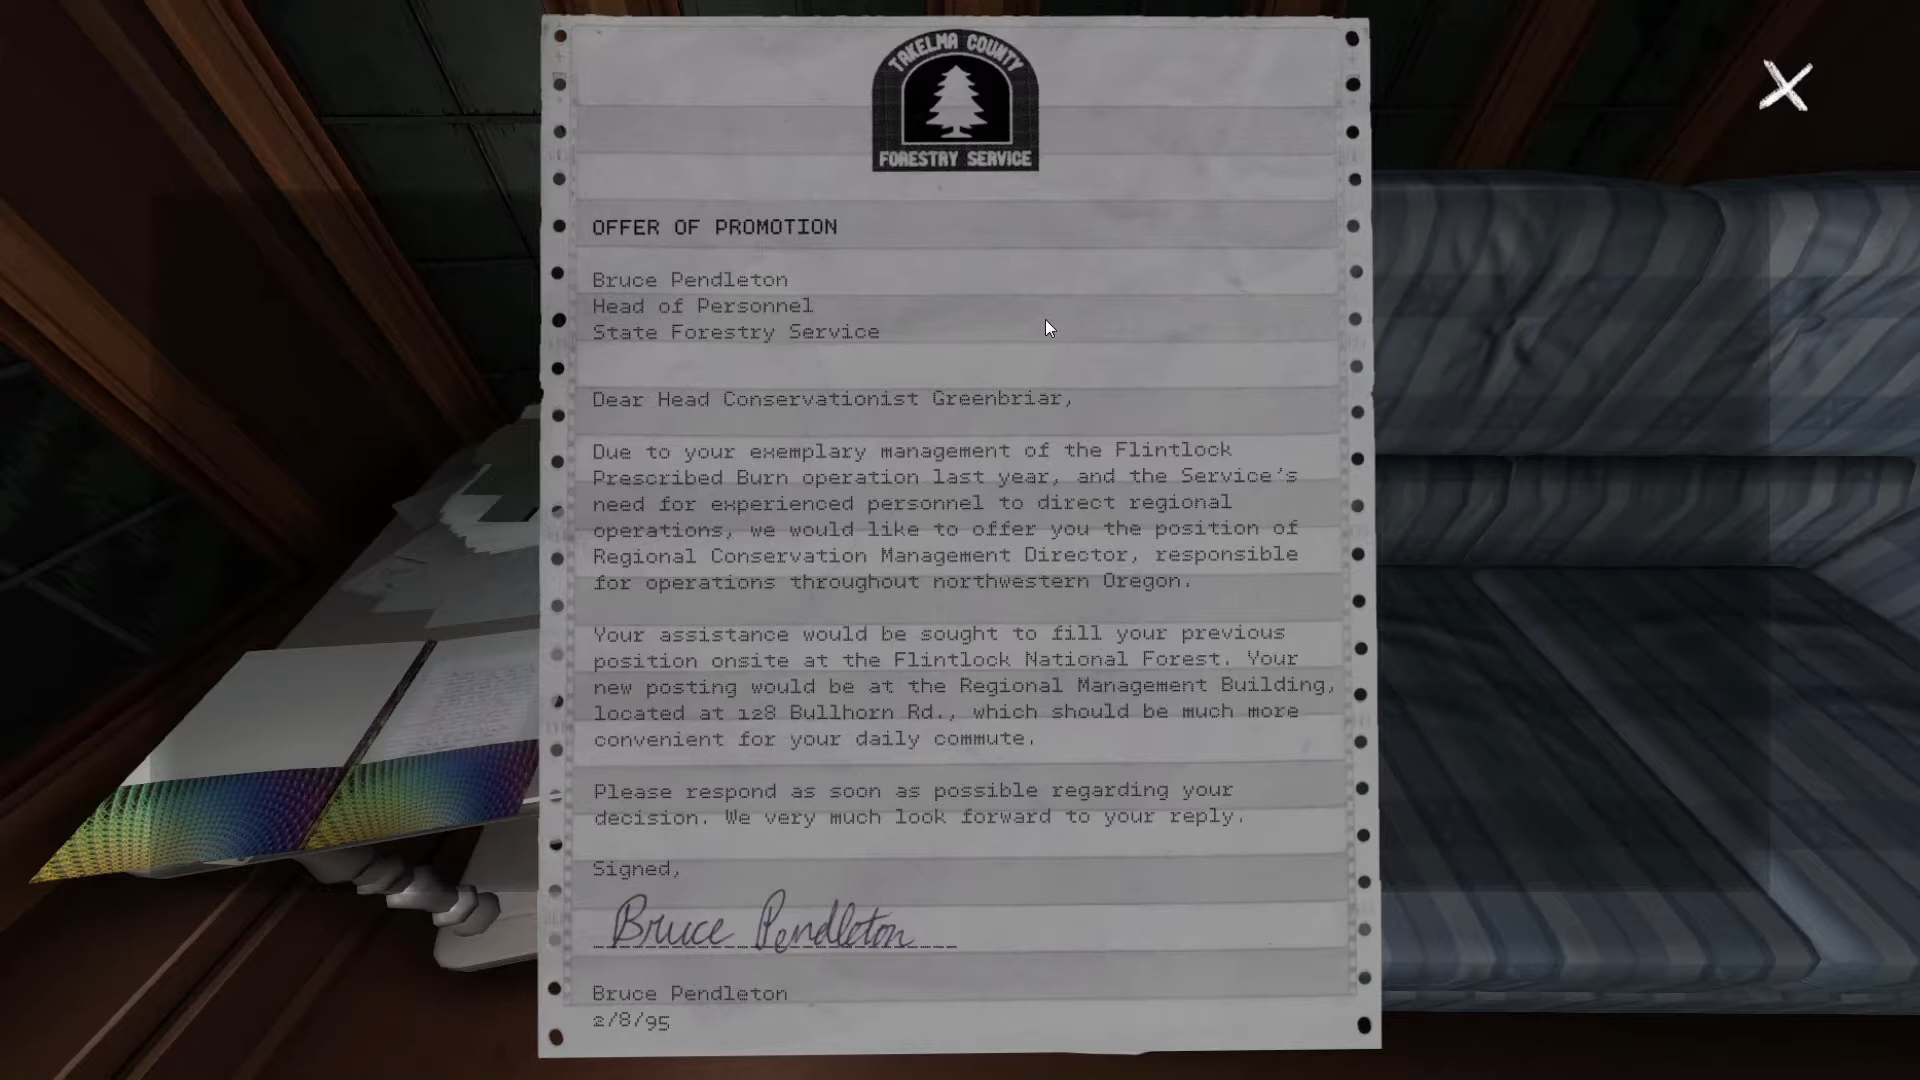 TAKELMA COUNTY
FORESTRY SERVICE
OFFER OF PROMOTION
Bruce Pendleton
Head of Personnel
State Forestry Service
Dear Head Conservationist Greenbriar,
Due to your exemplary management of the Flintlock
Prescribed Burn operation last year, and the Service's
need for experienced personnel to direct regional
operations, we would like to offer you the position of
Regional Conservation Management Director, responsible
for operations throughout northwestern Oregon.
Your assistance would be sought to fill your previous
position onsite at the Flintlock National Forest. Your
new posting would be at the Regional Management Building,
located at 128 Bullhorn Rd., which should be much more
convenient for your daily commute.
Please respond as soon as possible regarding your
decision. We very much look forward to your reply.
Signed,
Bruce Pendleton
Bruce Pendleton
2/8/95